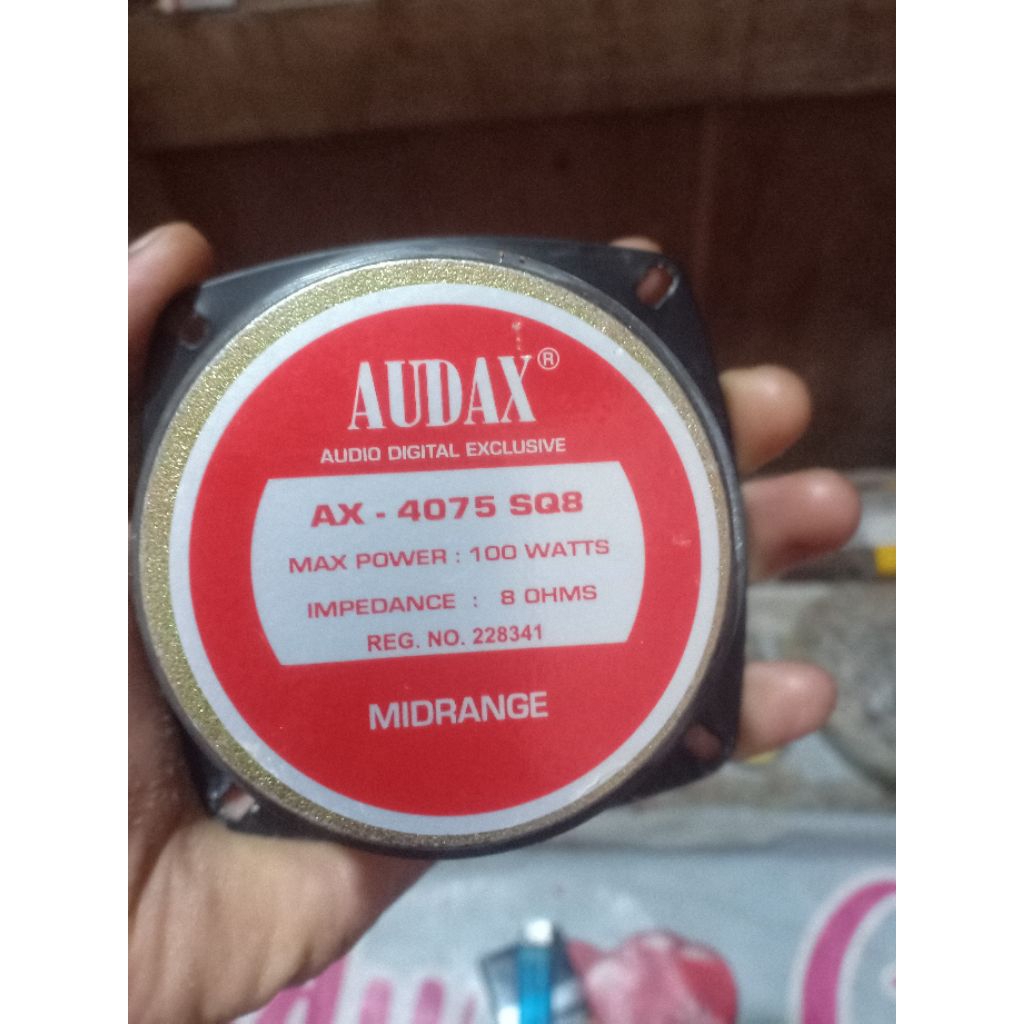 AUDAX®
AUDIO DIGITAL EXCLUSIVE
AX - 4075 SQ8
MAX POWER : 100 WATTS
IMPEDANCE : 8 OHMS
REG. NO. 228341
MIDRANGE